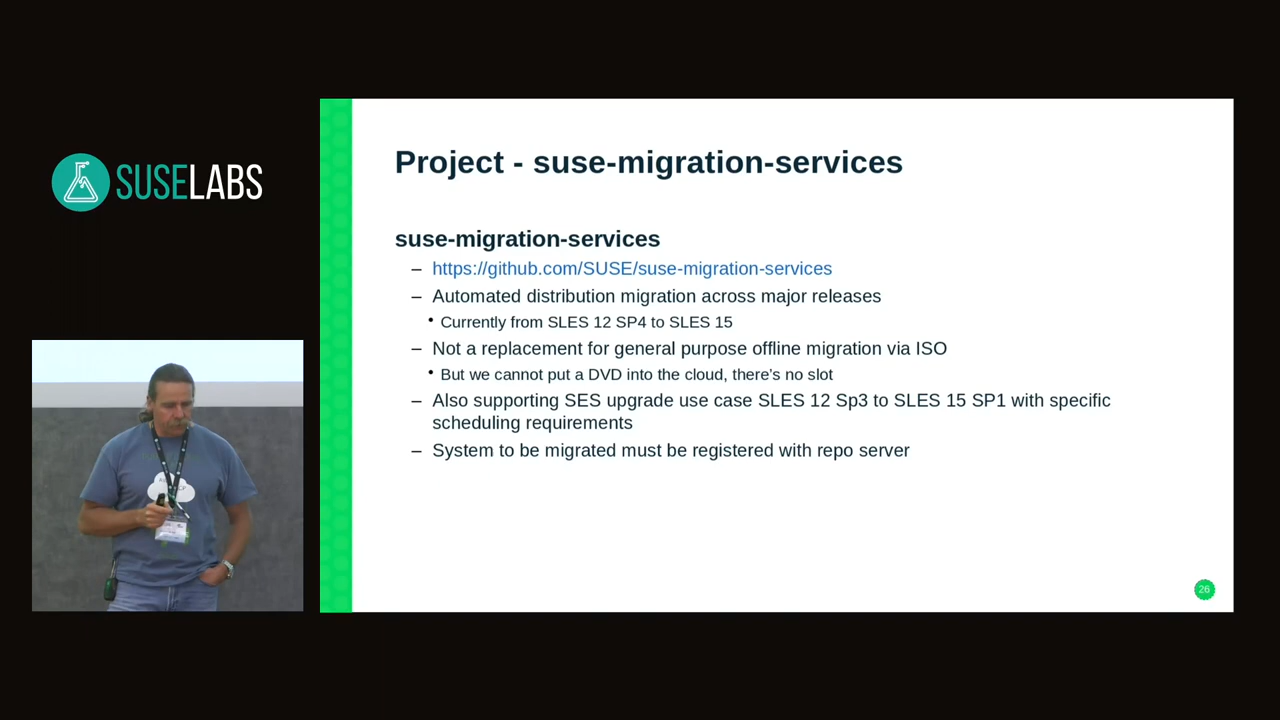 SUSELABS
Project - suse-migration-services
suse-migration-services
– https://github.com/SUSE/suse-migration-services
– Automated distribution migration across major releases
• Currently from SLES 12 SP4 to SLES 15
– Not a replacement for general purpose offline migration via ISO
• But we cannot put a DVD into the cloud, there's no slot
– Also supporting SES upgrade use case SLES 12 Sp3 to SLES 15 SP1 with specific
scheduling requirements
– System to be migrated must be registered with repo server
26